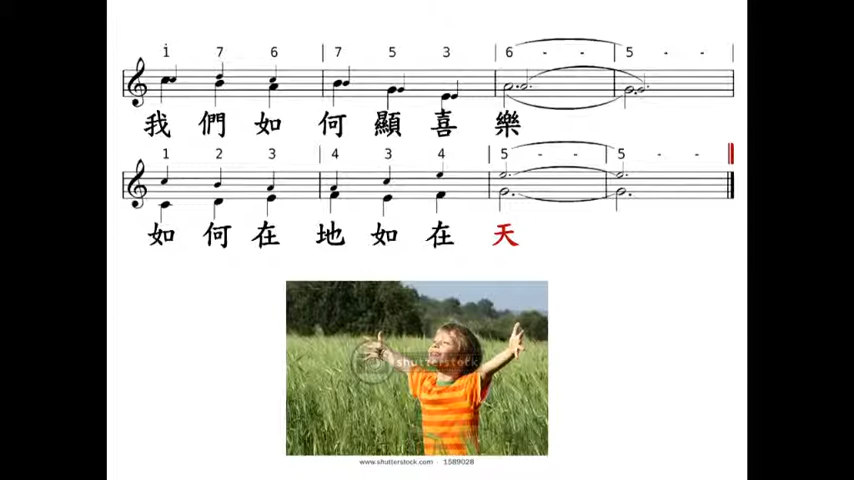 1̇ 7 6 | 7 5 3 | 6 - - | 5 - - |
我們如何顯喜樂
1 2 3 | 4 3 4 | 5 - - | 5 - - ‖
如何在地如在天
shutterstock
www.shutterstock.com · 1589028